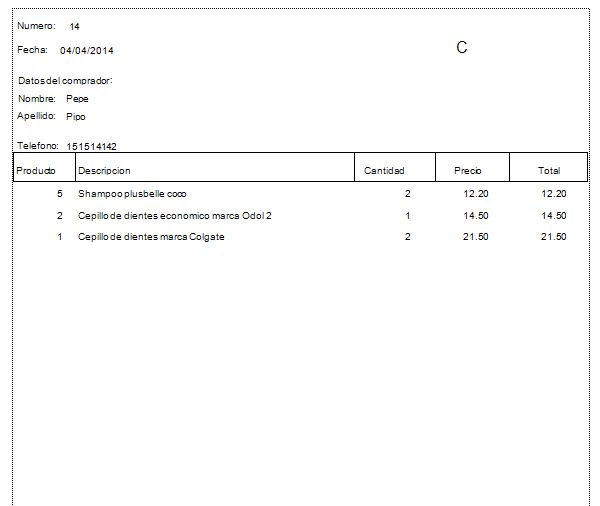 Numero: 14
Fecha: 04/04/2014 C
Datos del comprador:
Nombre: Pepe
Apellido: Pipo
Telefono: 151514142
Producto Descripcion Cantidad Precio Total
5 Shampoo plusbelle coco 2 12.20 12.20
2 Cepillo de dientes economico marca Odol 2 1 14.50 14.50
1 Cepillo de dientes marca Colgate 2 21.50 21.50